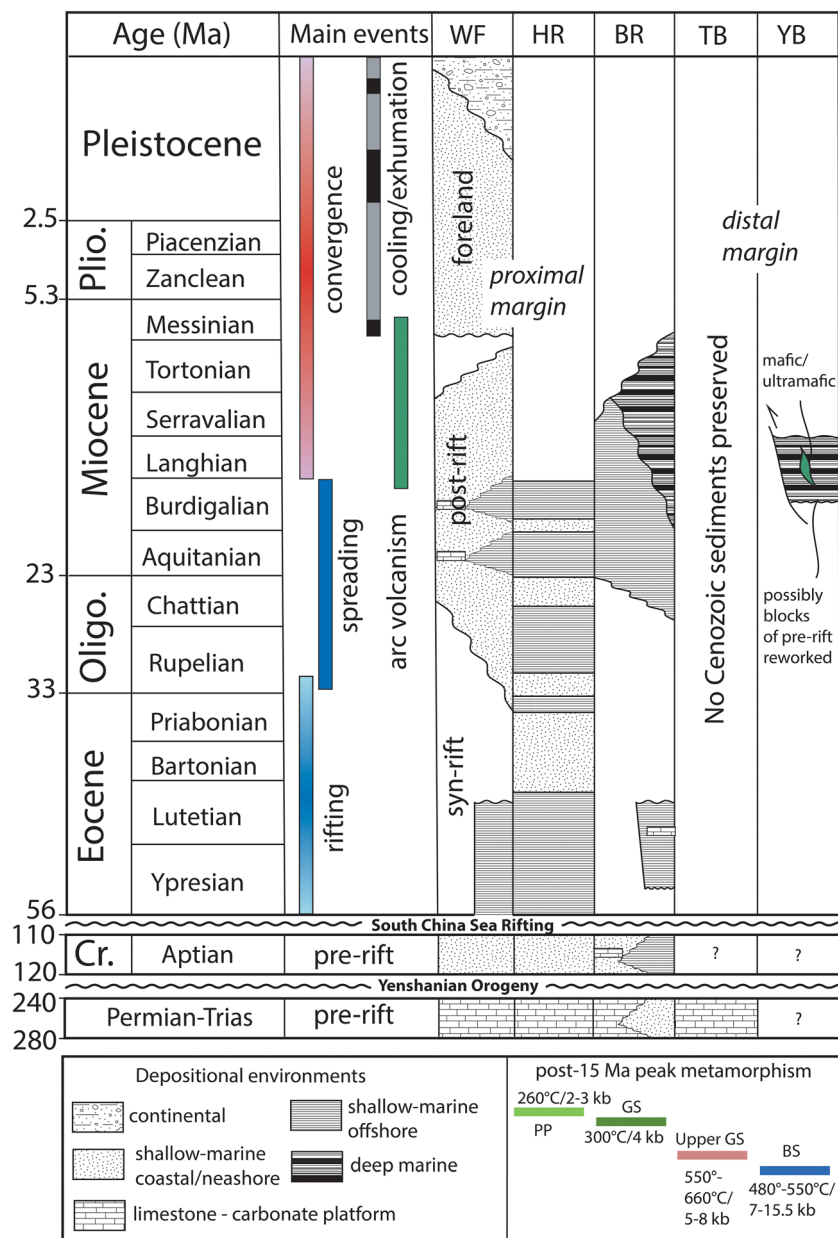 Age (Ma) Main events WF HR BR TB YB
Pleistocene
2.5
Plio.
Piacenzian
Zanclean
5.3
Miocene
Messinian
Tortonian
Serravalian
Langhian
Burdigalian
Aquitanian
23
Oligo.
Chattian
Rupelian
33
Eocene
Priabonian
Bartonian
Lutetian
Ypresian
56
convergence
cooling/exhumation
spreading
arc volcanism
rifting
foreland
post-rift
syn-rift
proximal
margin
distal
margin
No Cenozoic sediments preserved
mafic/
ultramafic
possibly
blocks
of pre-rift
reworked
South China Sea Rifting
110
Cr. Aptian pre-rift ? ?
120
Yenshanian Orogeny
240
Permian-Trias pre-rift ?
280
Depositional environments
continental
shallow-marine
coastal/neashore
limestone - carbonate platform
shallow-marine
offshore
deep marine
post-15 Ma peak metamorphism
260°C/2-3 kb
PP
GS
300°C/4 kb
Upper GS
550°-
660°C/
5-8 kb
BS
480°-550°C/
7-15.5 kb